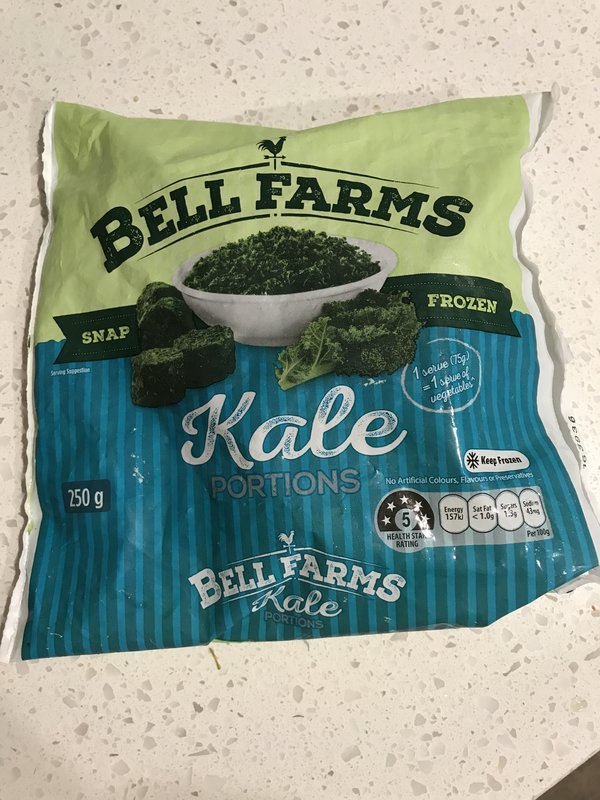 BELL FARMS
SNAP
FROZEN
Serving Suggestion
1 serve (75g)
= 1 serve of
vegetables
Kale
PORTIONS
Keep Frozen
250 g
No Artificial Colours, Flavours or Preservatives
5
HEALTH STAR
RATING
Energy
157kJ
Sat Fat
< 1.0g
Sugars
1.3g
Sodium
43mg
Per 100g
BELL FARMS
Kale
PORTIONS